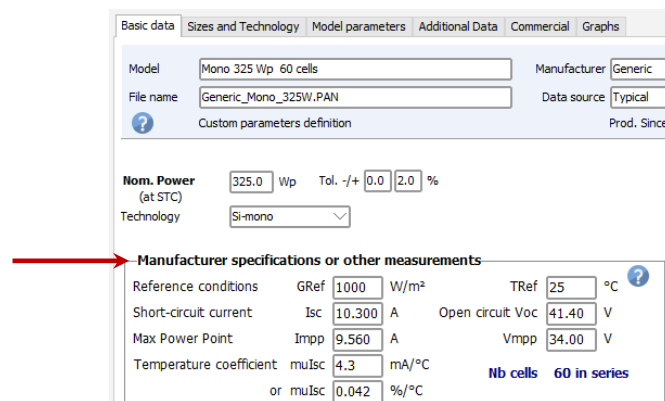 Basic data Sizes and Technology Model parameters Additional Data Commercial Graphs
Model Mono 325 Wp 60 cells Manufacturer Generic
File name Generic_Mono_325W.PAN Data source Typical
? Custom parameters definition Prod. Since
Nom. Power 325.0 Wp Tol. -/+ 0.0 2.0 %
(at STC)
Technology Si-mono
Manufacturer specifications or other measurements ?
Reference conditions GRef 1000 W/m² TRef 25 °C
Short-circuit current Isc 10.300 A Open circuit Voc 41.40 V
Max Power Point Impp 9.560 A Vmpp 34.00 V
Temperature coefficient muIsc 4.3 mA/°C Nb cells 60 in series
or muIsc 0.042 %/°C